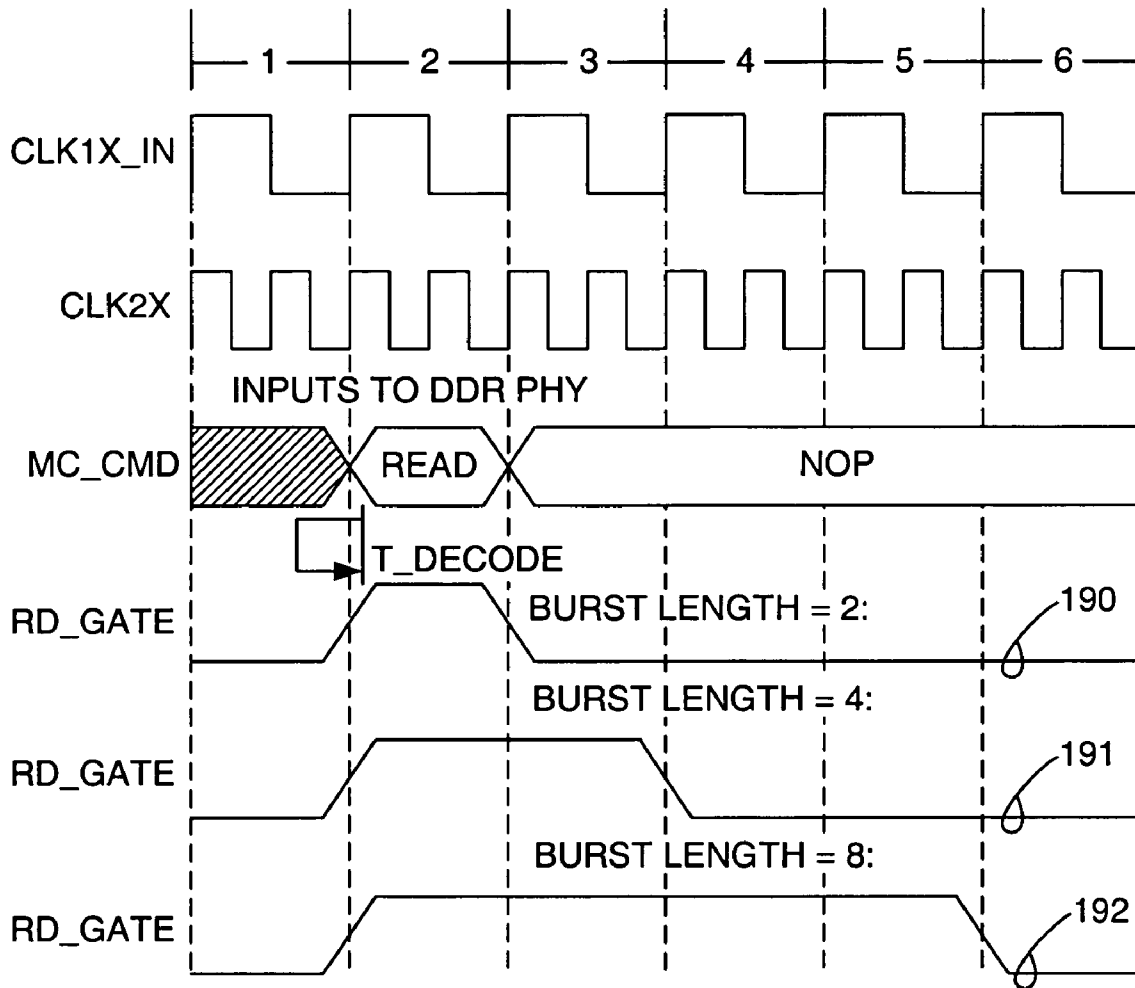 1 2 3 4 5 6
CLK1X_IN
CLK2X
INPUTS TO DDR PHY
MC_CMD READ NOP
T_DECODE
RD_GATE BURST LENGTH = 2: 190
BURST LENGTH = 4:
RD_GATE 191
BURST LENGTH = 8:
RD_GATE 192